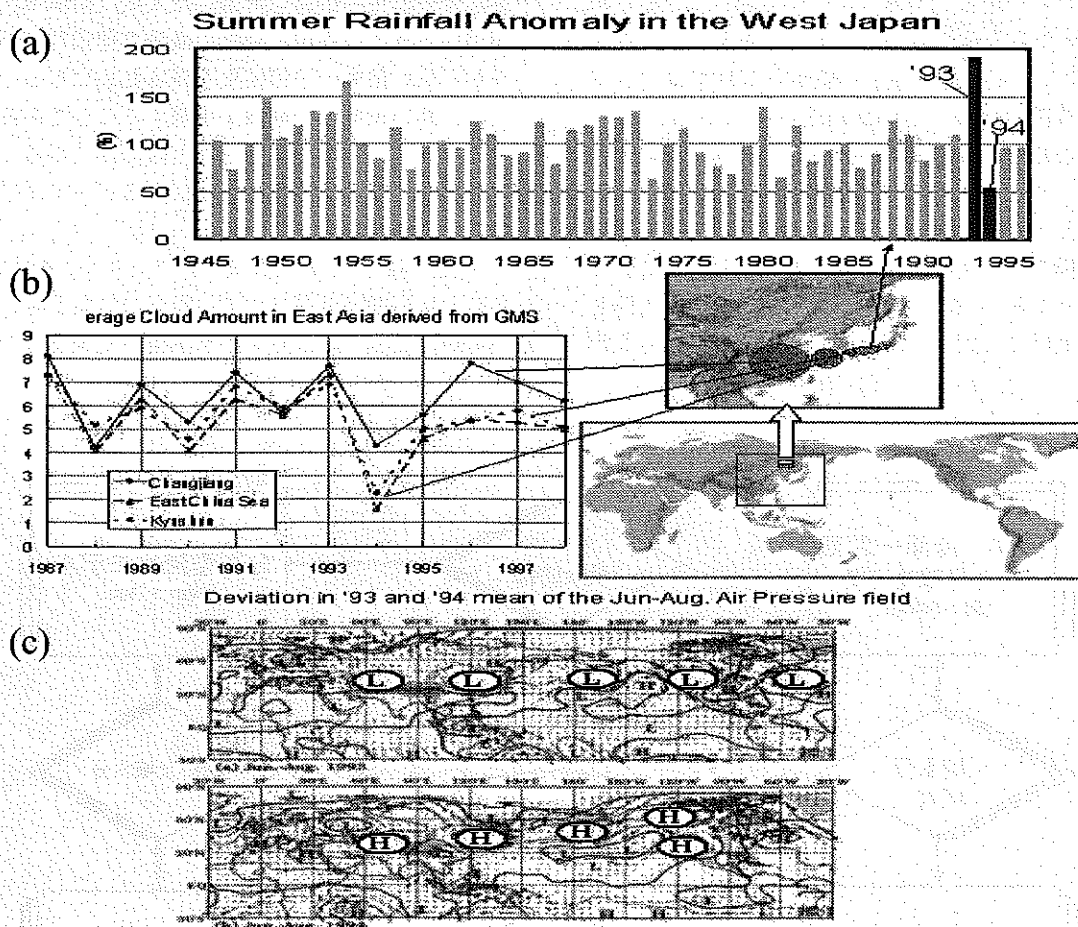 Summer Rainfall Anomaly in the West Japan
(a)
200
150
100
50
0
'93
'94
1945 1950 1955 1960 1965 1970 1975 1980 1985 1990 1995
(b)
erage Cloud Amount in East Asia derived from GMS
9
8
7
6
5
4
3
2
1
0
Changjiang
East China Sea
Kyushu
1987 1989 1991 1993 1995 1997
Deviation in '93 and '94 mean of the Jun-Aug. Air Pressure field
(c)
L L L L L
H H H H
H